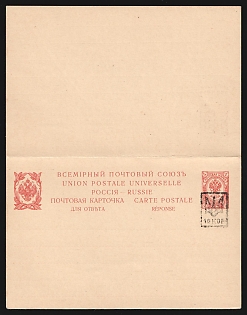 ВСЕМІРНЫЙ ПОЧТОВЫЙ СОЮЗЪ
UNION POSTALE UNIVERSELLE
РОССІЯ – RUSSIE
ПОЧТОВАЯ КАРТОЧКА CARTE POSTALE
ДЛЯ ОТВѢТА RÉPONSE